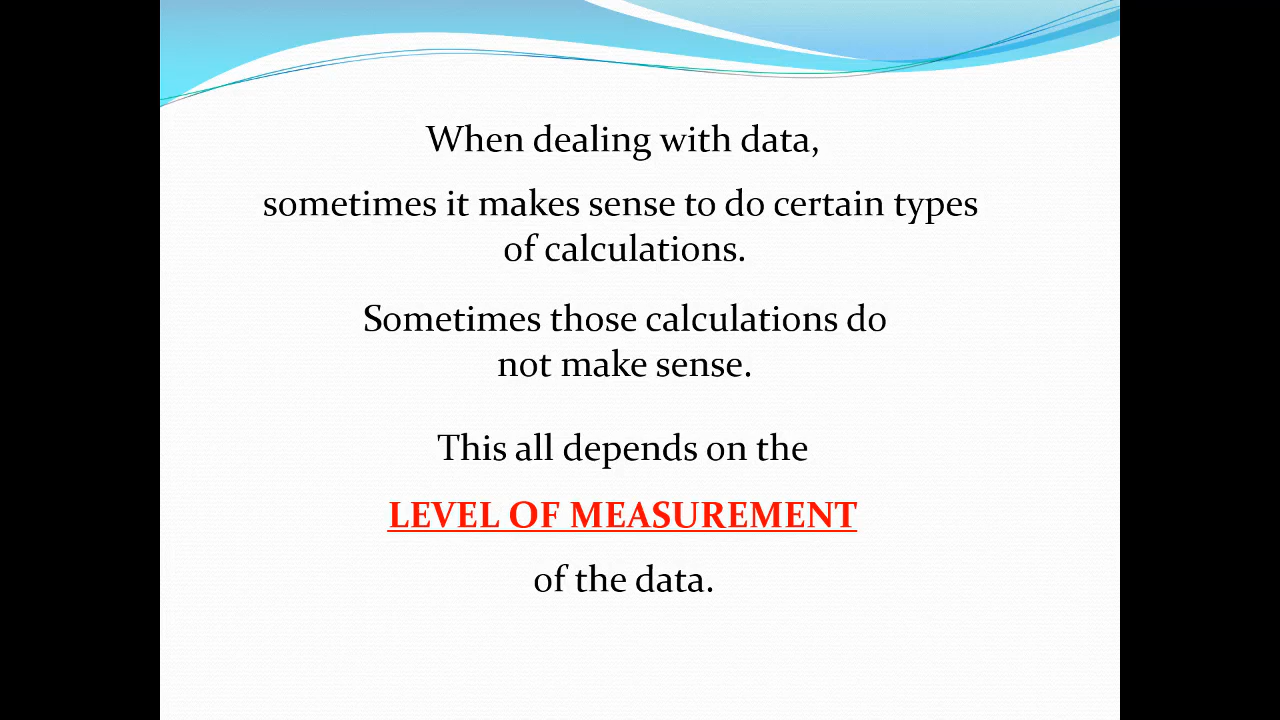 When dealing with data,
sometimes it makes sense to do certain types
of calculations.
Sometimes those calculations do
not make sense.
This all depends on the
LEVEL OF MEASUREMENT
of the data.